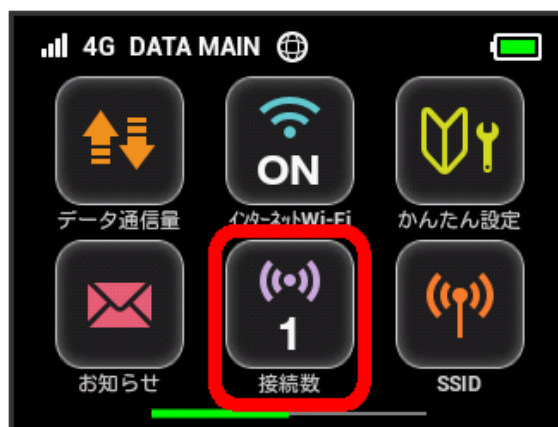 4G DATA MAIN
ON
データ通信量 インターネットWi-Fi かんたん設定
1
お知らせ 接続数 SSID